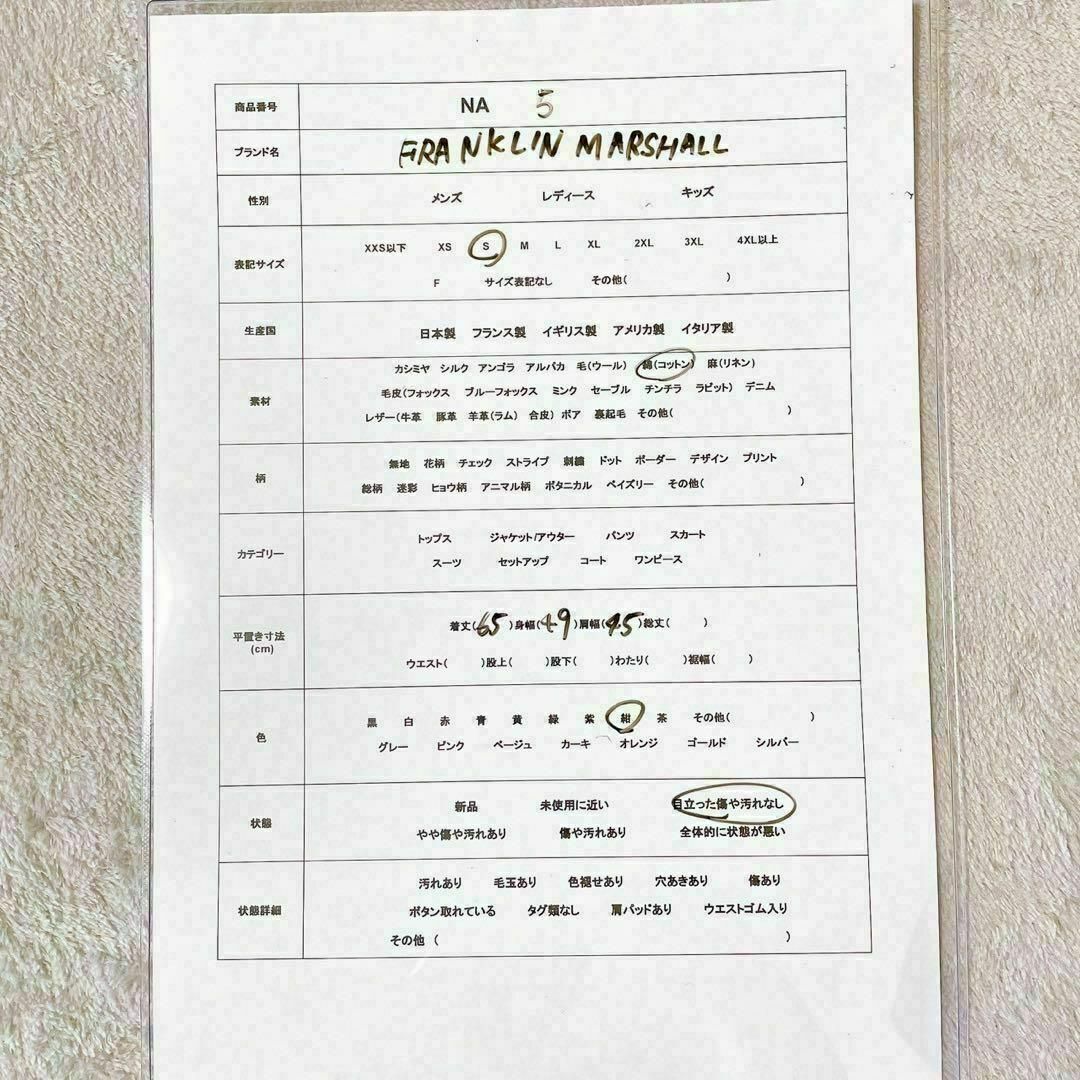 商品番号 NA 5
ブランド名 FRANKLIN MARSHALL
性別 メンズ レディース キッズ
表記サイズ XXS以下 XS S M L XL 2XL 3XL 4XL以上
F サイズ表記なし その他( )
生産国 日本製 フランス製 イギリス製 アメリカ製 イタリア製
素材 カシミヤ シルク アンゴラ アルパカ 毛(ウール) 綿(コットン) 麻(リネン)
毛皮(フォックス ブルーフォックス ミンク セーブル チンチラ ラビット) デニム
レザー(牛革 豚革 羊革(ラム) 合皮) ボア 裏起毛 その他( )
柄 無地 花柄 チェック ストライプ 刺繍 ドット ボーダー デザイン プリント
総柄 迷彩 ヒョウ柄 アニマル柄 ボタニカル ペイズリー その他( )
カテゴリー トップス ジャケット/アウター パンツ スカート
スーツ セットアップ コート ワンピース
平置き寸法 (cm) 着丈(65)身幅(49)肩幅(45)総丈( )
ウエスト( )股上( )股下( )わたり( )裾幅( )
色 黒 白 赤 青 黄 緑 紫 紺 茶 その他( )
グレー ピンク ベージュ カーキ オレンジ ゴールド シルバー
状態 新品 未使用に近い 目立った傷や汚れなし
やや傷や汚れあり 傷や汚れあり 全体的に状態が悪い
状態詳細 汚れあり 毛玉あり 色褪せあり 穴あきあり 傷あり
ボタン取れている タグ類なし 肩パッドあり ウエストゴム入り
その他 ( )